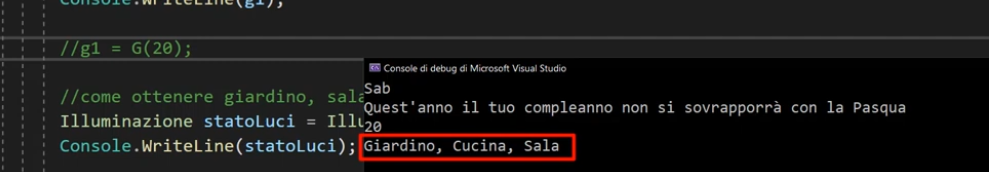 Console.WriteLine(g1);
//g1 = G(20);
Console di debug di Microsoft Visual Studio
//come ottenere giardino, sala
Sab
Quest'anno il tuo compleanno non si sovrapporrà con la Pasqua
Illuminazione statoLuci = Illu
20
Console.WriteLine(statoLuci);
Giardino, Cucina, Sala